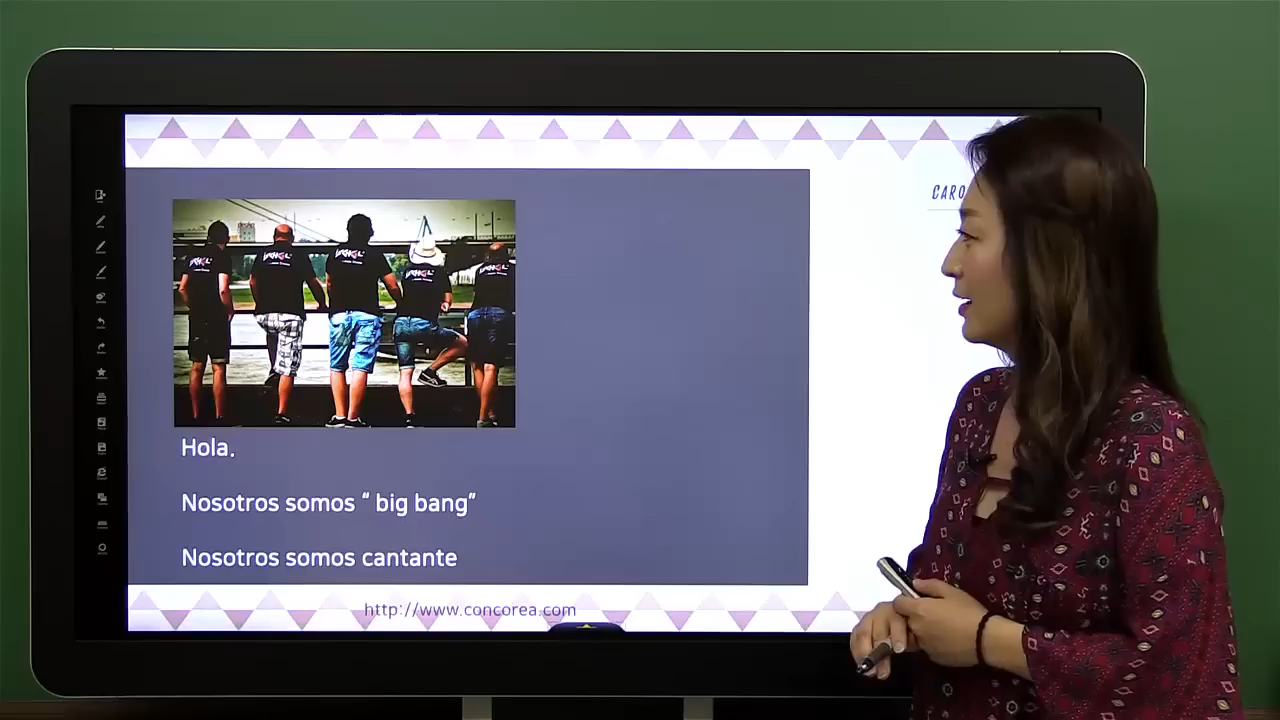 Hola.
Nosotros somos “ big bang”
Nosotros somos cantante
http://www.concorea.com